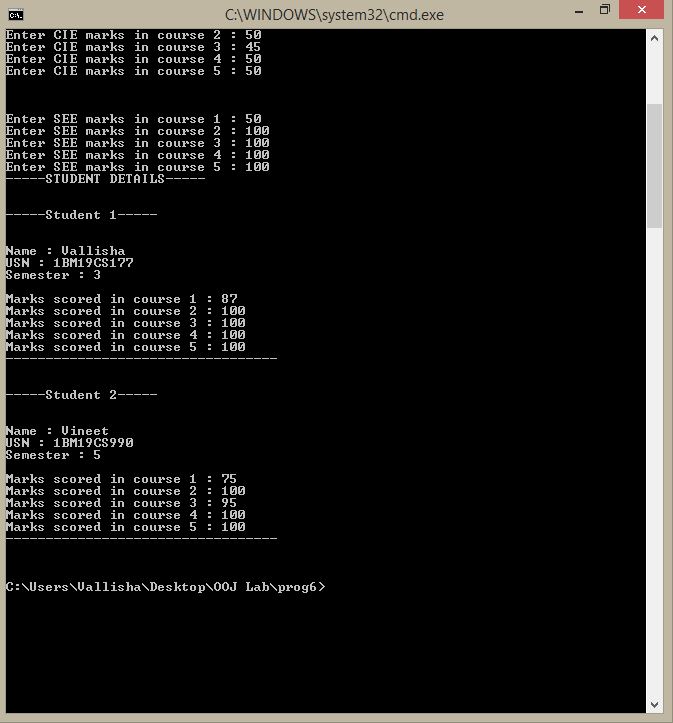 C:\WINDOWS\system32\cmd.exe
Enter CIE marks in course 2 : 50
Enter CIE marks in course 3 : 45
Enter CIE marks in course 4 : 50
Enter CIE marks in course 5 : 50
Enter SEE marks in course 1 : 50
Enter SEE marks in course 2 : 100
Enter SEE marks in course 3 : 100
Enter SEE marks in course 4 : 100
Enter SEE marks in course 5 : 100
-----STUDENT DETAILS-----
-----Student 1-----
Name : Vallisha
USN : 1BM19CS177
Semester : 3
Marks scored in course 1 : 87
Marks scored in course 2 : 100
Marks scored in course 3 : 100
Marks scored in course 4 : 100
Marks scored in course 5 : 100
----------------------------------
-----Student 2-----
Name : Vineet
USN : 1BM19CS990
Semester : 5
Marks scored in course 1 : 75
Marks scored in course 2 : 100
Marks scored in course 3 : 95
Marks scored in course 4 : 100
Marks scored in course 5 : 100
----------------------------------
C:\Users\Vallisha\Desktop\OOJ Lab\prog6>